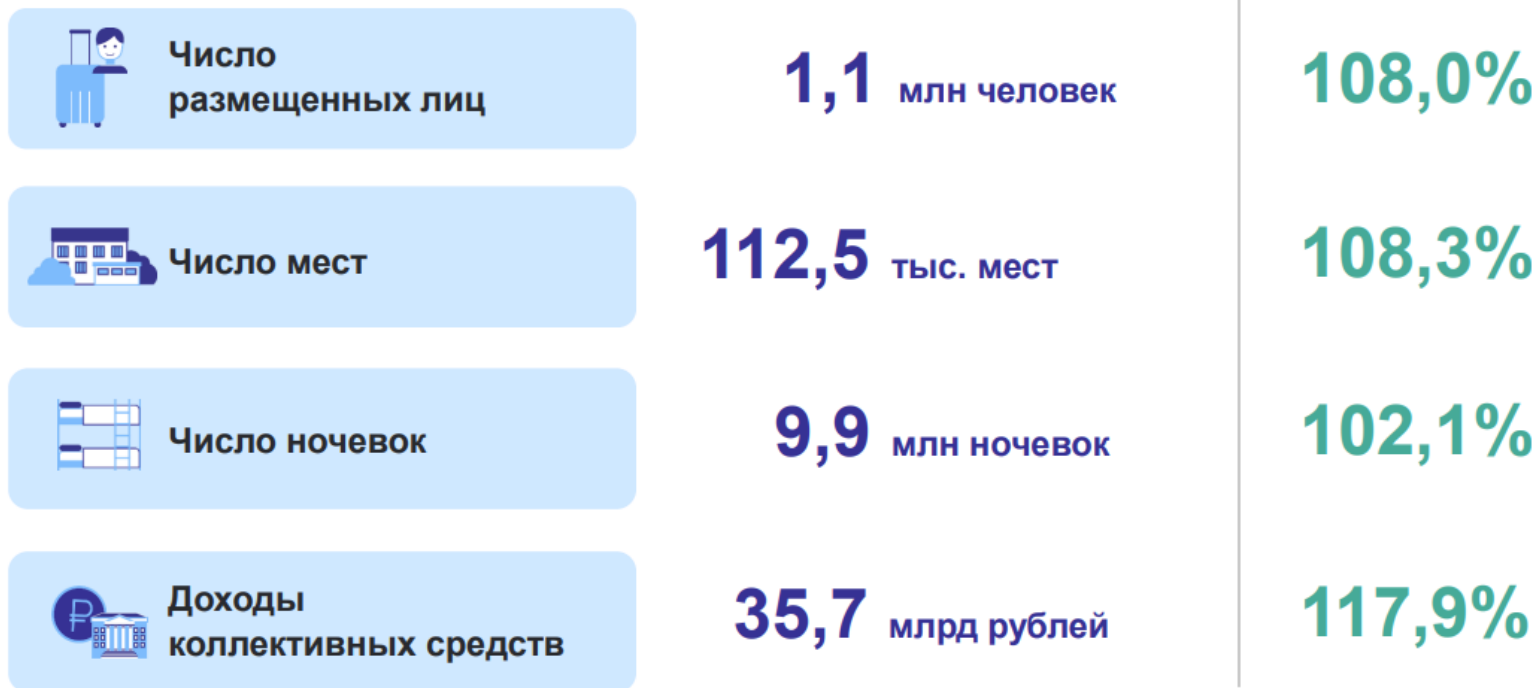 Число
размещенных лиц
1,1 млн человек
108,0%
Число мест
112,5 тыс. мест
108,3%
Число ночевок
9,9 млн ночевок
102,1%
Доходы
коллективных средств
35,7 млрд рублей
117,9%